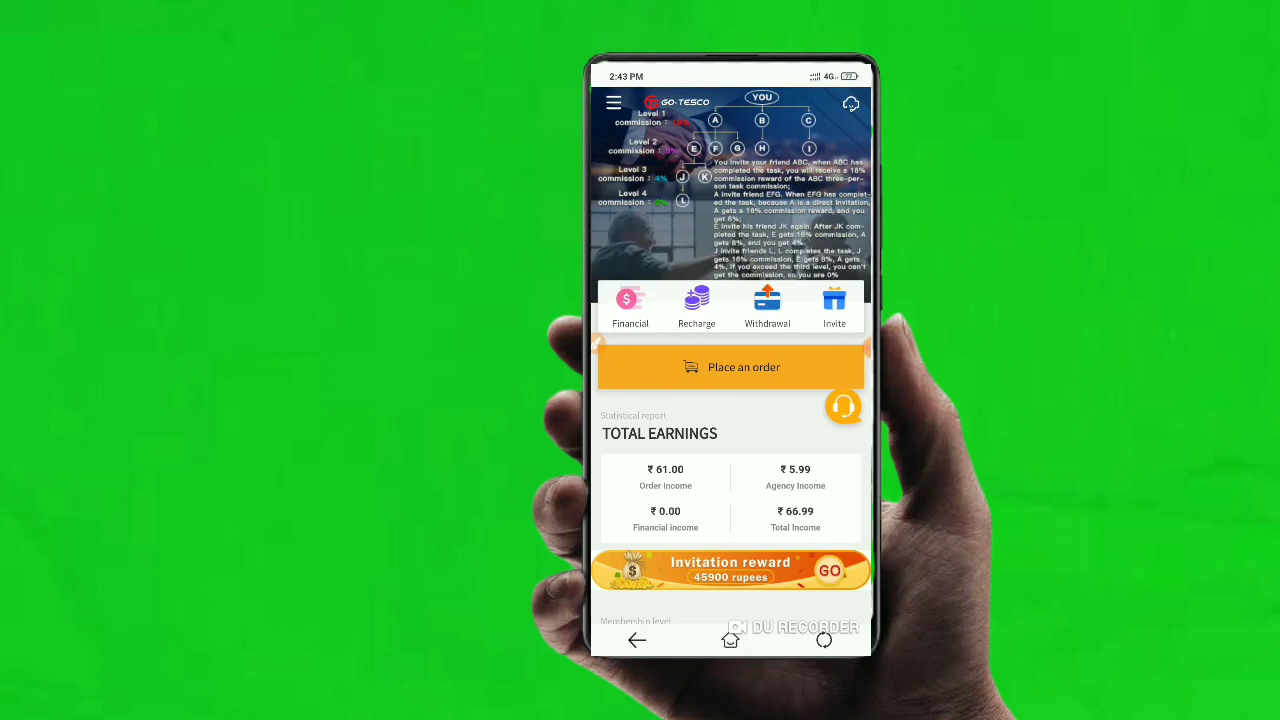 2:43 PM
4G
77
GO-TESCO
YOU
Level 1
commission :
A
B
C
Level 2
commission :
E
F
G
H
I
Level 3
commission : 4%
J
K
Level 4
commission : 0%
L
You invite your friend ABC, when ABC has
completed the task, you will receive a 16%
commission reward of the ABC three-per-
son task commission;
A invite friend EFG. When EFG has complet-
ed the task, because A is a direct invitation,
A gets a 16% commission reward, and you
get 8%;
E invite his friend JK again. After JK com-
pleted the task, E gets 16% commission, A
gets 8%, and you get 4%
J invite friends L, L completes the task, J
gets 16% commission, E gets 8%, A gets
4%, if you exceed the third level, you can't
get the commission, so you are 0%
Financial
Recharge
Withdrawal
Invite
Place an order
Statistical report
TOTAL EARNINGS
₹ 61.00
₹ 5.99
Order Income
Agency Income
₹ 0.00
₹ 66.99
Financial income
Total Income
Invitation reward
45900 rupees
GO
Membership level
DU RECORDER